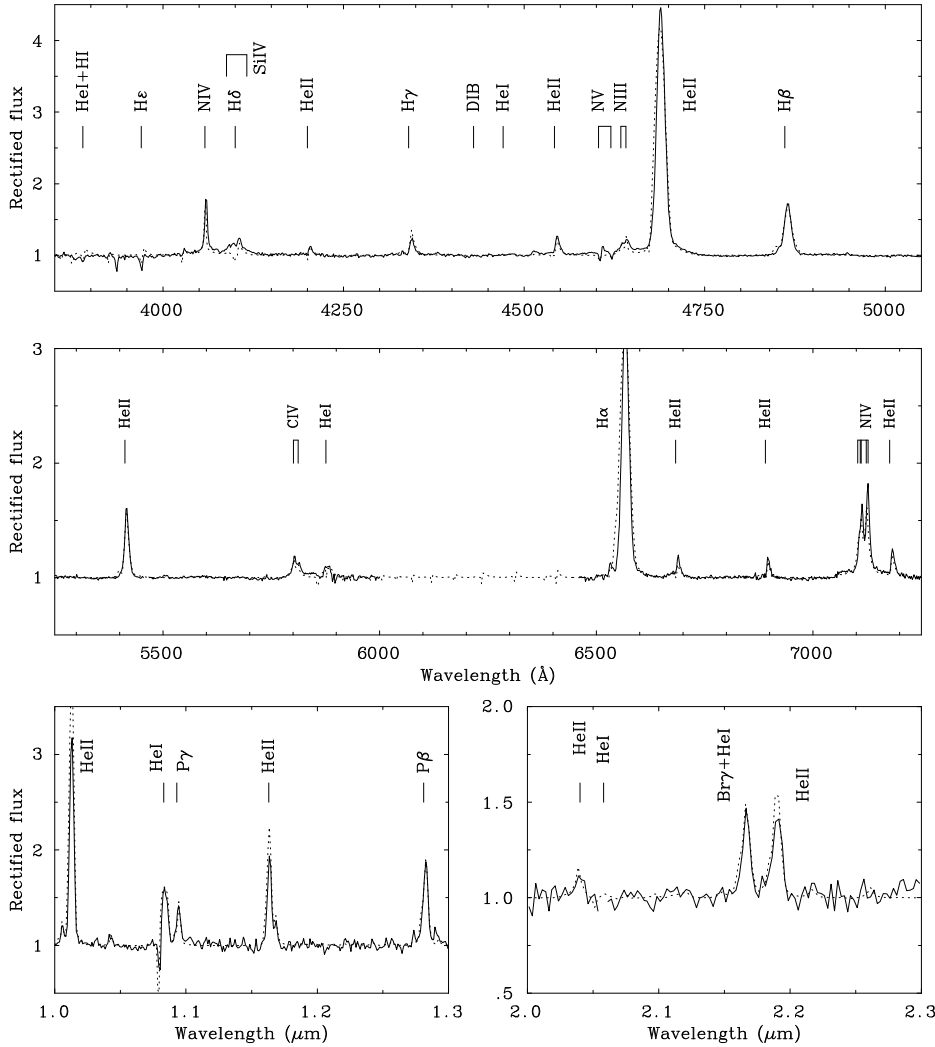 Rectified flux
4
3
2
1
HeI+HI
Hε
NIV
Hδ
SiIV
HeII
Hγ
DIB
HeI
HeII
NV
NIII
HeII
Hβ
4000
4250
4500
4750
5000
Rectified flux
3
2
1
HeII
CIV
HeI
Hα
HeII
HeII
NIV
HeII
5500
6000
6500
7000
Wavelength (Å)
Rectified flux
3
2
1
HeII
HeI
Pγ
HeII
Pβ
1.0
1.1
1.2
1.3
Wavelength (μm)
2.0
1.5
1.0
.5
HeII
HeI
Brγ+HeI
HeII
2.0
2.1
2.2
2.3
Wavelength (μm)